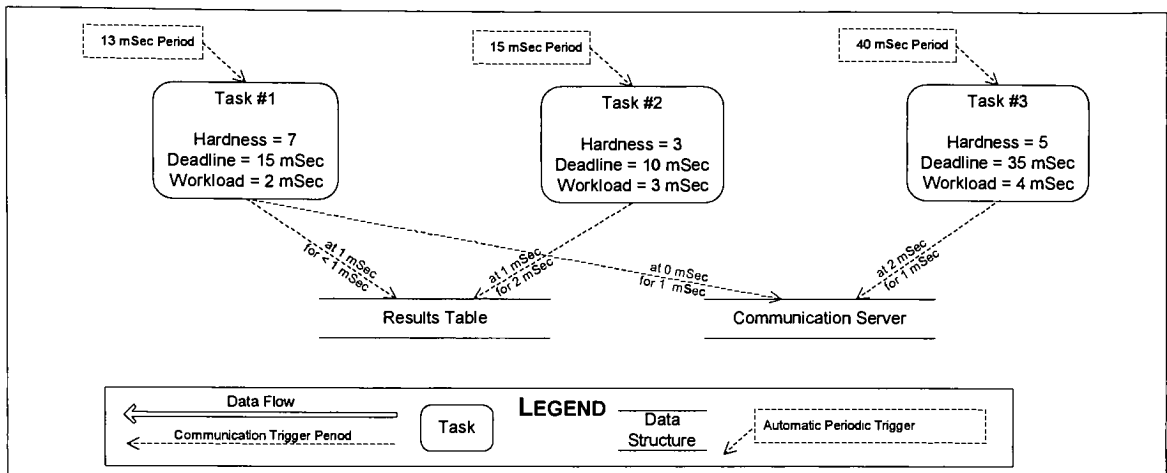 13 mSec Period
15 mSec Period
40 mSec Period
Task #1
Hardness = 7
Deadline = 15 mSec
Workload = 2 mSec
Task #2
Hardness = 3
Deadline = 10 mSec
Workload = 3 mSec
Task #3
Hardness = 5
Deadline = 35 mSec
Workload = 4 mSec
at 1 mSec
for < 1 mSec
at 1 mSec
for 2 mSec
at 0 mSec
for 1 mSec
at 2 mSec
for 1 mSec
Results Table
Communication Server
LEGEND
Data Flow
Communication Trigger Period
Task
Data
Structure
Automatic Periodic Trigger